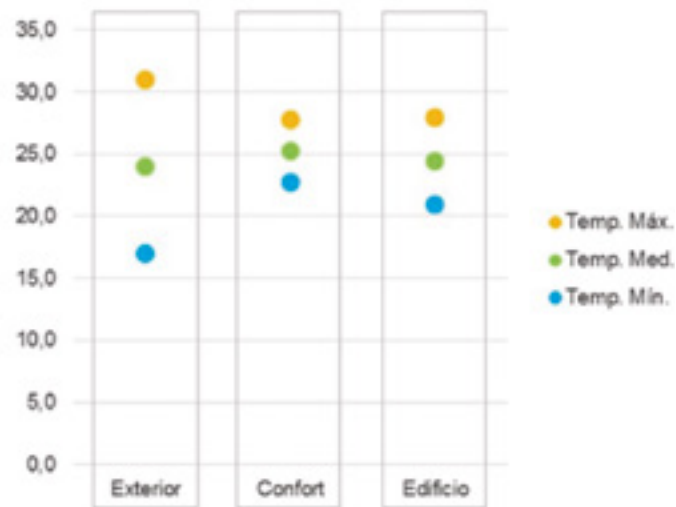 35,0
30,0
25,0
20,0
15,0
10,0
5,0
0,0
Exterior
Confort
Edificio
Temp. Máx.
Temp. Med.
Temp. Mín.